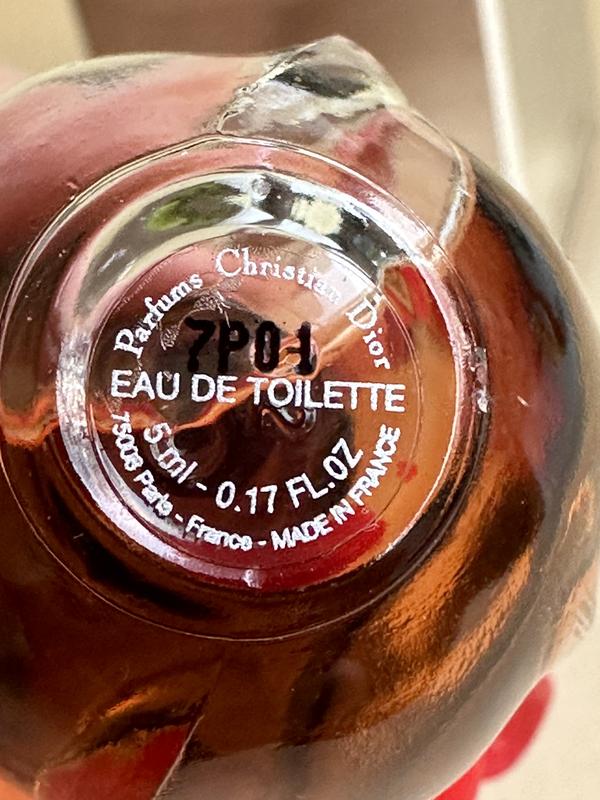 Parfums Christian Dior
7P01
EAU DE TOILETTE
5 ml - 0.17 FL.OZ
75008 Paris - France - MADE IN FRANCE